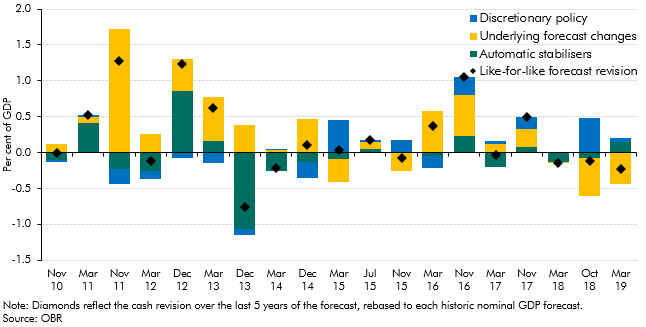 2.0
1.5
1.0
0.5
0.0
-0.5
-1.0
-1.5
Per cent of GDP
Discretionary policy
Underlying forecast changes
Automatic stabilisers
Like-for-like forecast revision
Nov Mar Nov Mar Dec Mar Dec Mar Dec Mar Jul Nov Mar Nov Mar Nov Mar Oct Mar
10 11 11 12 12 13 13 14 14 15 15 15 16 16 17 17 18 18 19
Note: Diamonds reflect the cash revision over the last 5 years of the forecast, rebased to each historic nominal GDP forecast.
Source: OBR